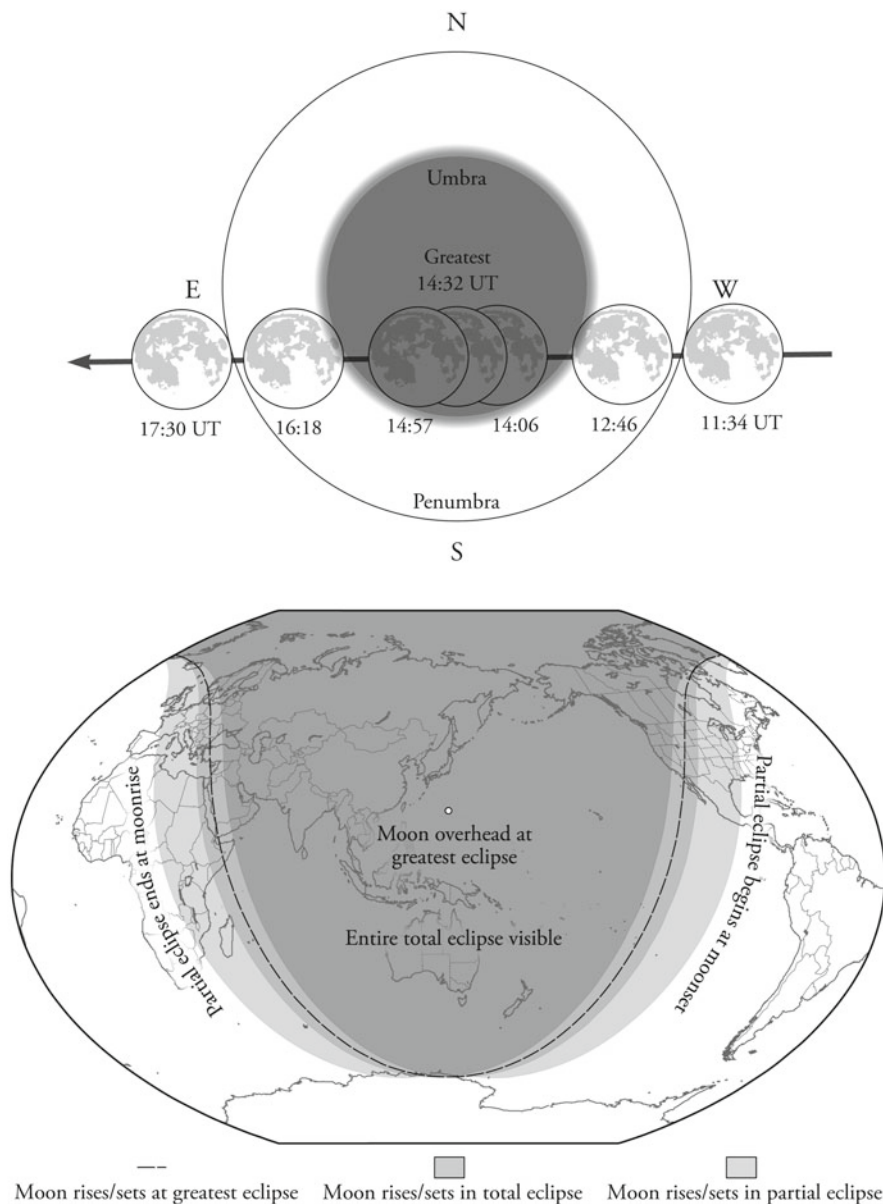 N
Umbra
Greatest
14:32 UT
E
W
17:30 UT
16:18
14:57
14:06
12:46
11:34 UT
Penumbra
S
Partial eclipse ends at moonrise
Moon overhead at
greatest eclipse
Entire total eclipse visible
Partial eclipse begins at moonset
Moon rises/sets at greatest eclipse
Moon rises/sets in total eclipse
Moon rises/sets in partial eclipse